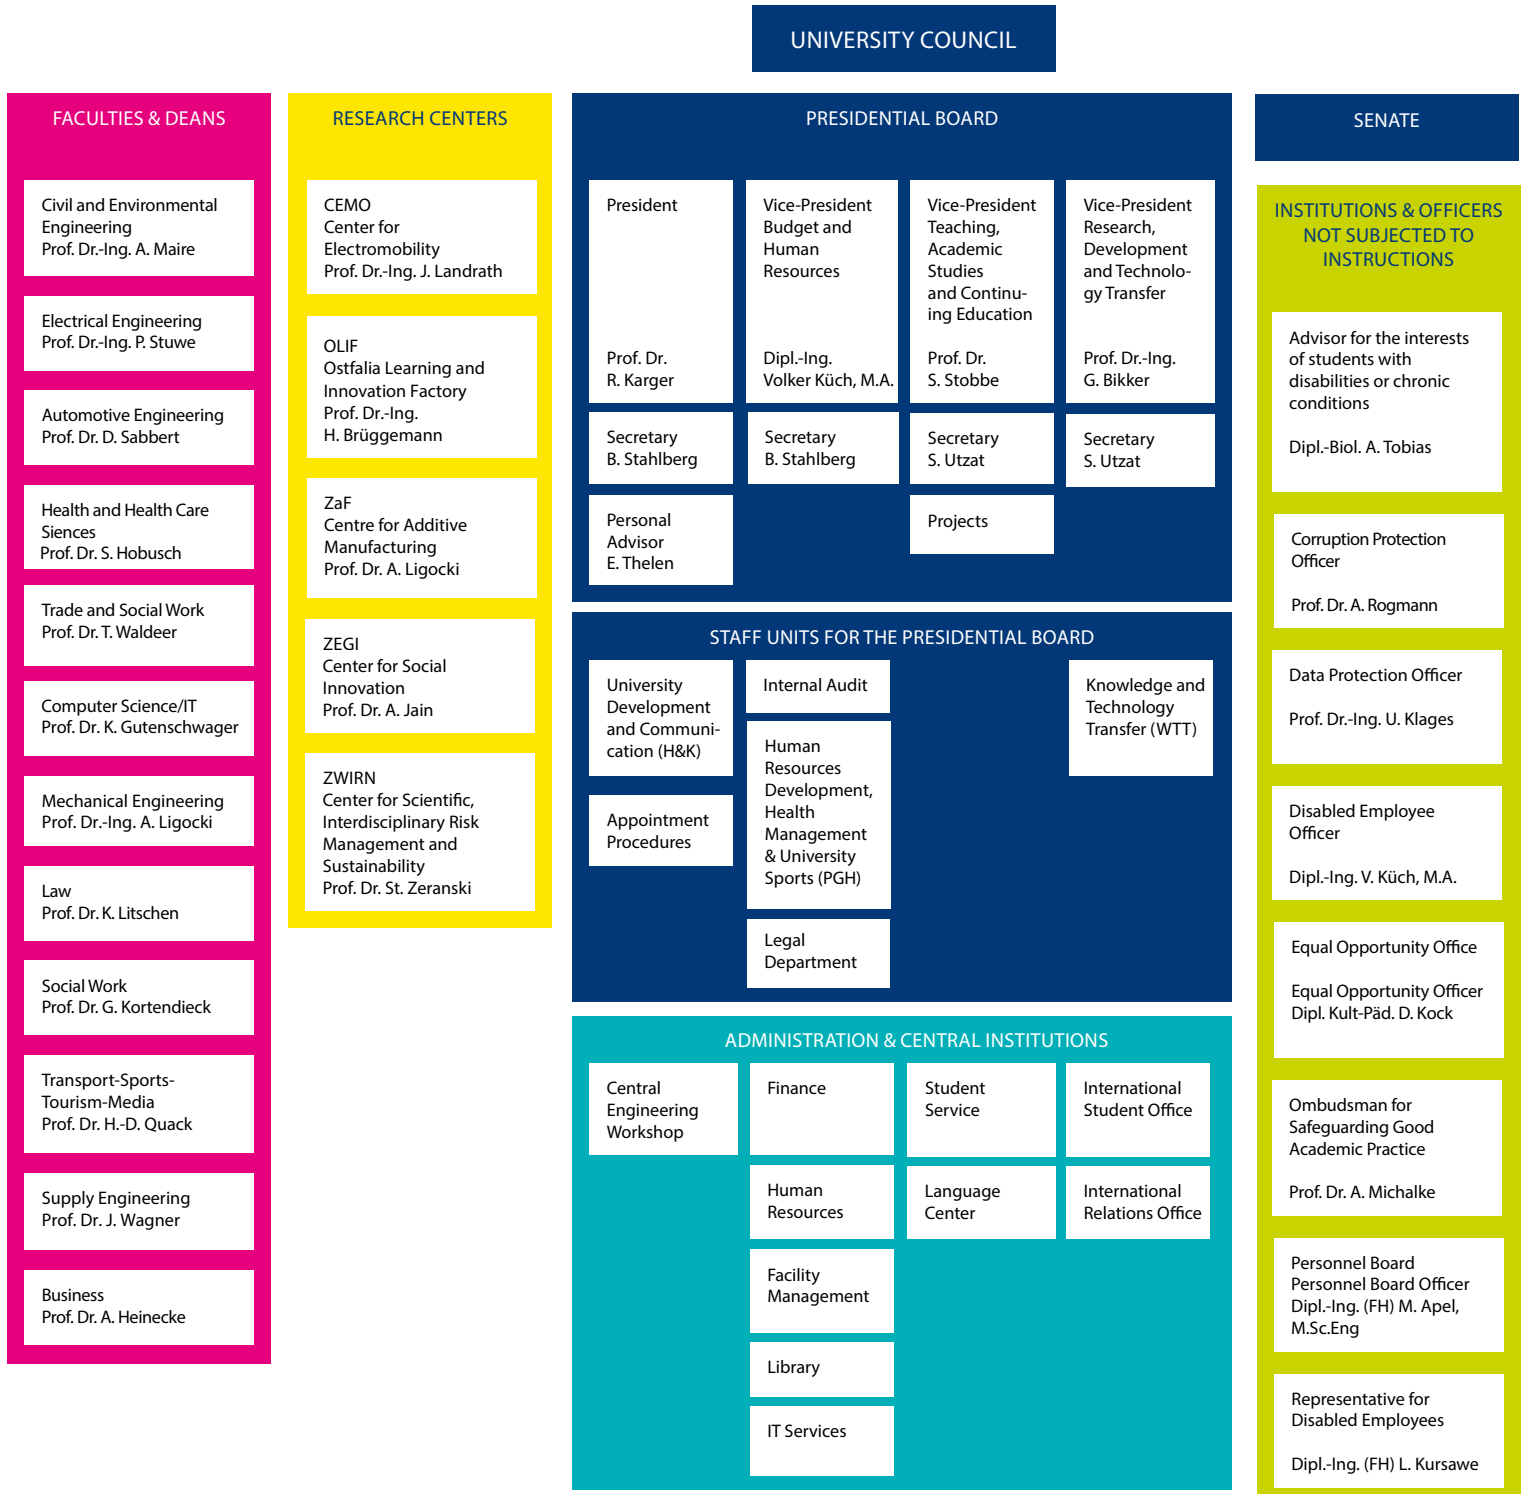 UNIVERSITY COUNCIL
FACULTIES & DEANS
Civil and Environmental
Engineering
Prof. Dr.-Ing. A. Maire
Electrical Engineering
Prof. Dr.-Ing. P. Stuwe
Automotive Engineering
Prof. Dr. D. Sabbert
Health and Health Care
Siences
Prof. Dr. S. Hobusch
Trade and Social Work
Prof. Dr. T. Waldeer
Computer Science/IT
Prof. Dr. K. Gutenschwager
Mechanical Engineering
Prof. Dr.-Ing. A. Ligocki
Law
Prof. Dr. K. Litschen
Social Work
Prof. Dr. G. Kortendieck
Transport-Sports-
Tourism-Media
Prof. Dr. H.-D. Quack
Supply Engineering
Prof. Dr. J. Wagner
Business
Prof. Dr. A. Heinecke
RESEARCH CENTERS
CEMO
Center for
Electromobility
Prof. Dr.-Ing. J. Landrath
OLIF
Ostfalia Learning and
Innovation Factory
Prof. Dr.-Ing.
H. Brüggemann
ZaF
Centre for Additive
Manufacturing
Prof. Dr. A. Ligocki
ZEGI
Center for Social
Innovation
Prof. Dr. A. Jain
ZWIRN
Center for Scientific,
Interdisciplinary Risk
Management and
Sustainability
Prof. Dr. St. Zeranski
PRESIDENTIAL BOARD
President
Prof. Dr.
R. Karger
Secretary
B. Stahlberg
Personal
Advisor
E. Thelen
Vice-President
Budget and
Human
Resources
Dipl.-Ing.
Volker Küch, M.A.
Secretary
B. Stahlberg
Vice-President
Teaching,
Academic
Studies
and Continu-
ing Education
Prof. Dr.
S. Stobbe
Secretary
S. Utzat
Projects
Vice-President
Research,
Development
and Technolo-
gy Transfer
Prof. Dr.-Ing.
G. Bikker
Secretary
S. Utzat
STAFF UNITS FOR THE PRESIDENTIAL BOARD
University
Development
and Communi-
cation (H&K)
Appointment
Procedures
Internal Audit
Human
Resources
Development,
Health
Management
& University
Sports (PGH)
Legal
Department
Knowledge and
Technology
Transfer (WTT)
ADMINISTRATION & CENTRAL INSTITUTIONS
Central
Engineering
Workshop
Finance
Human
Resources
Facility
Management
Library
IT Services
Student
Service
Language
Center
International
Student Office
International
Relations Office
SENATE
INSTITUTIONS & OFFICERS
NOT SUBJECTED TO
INSTRUCTIONS
Advisor for the interests
of students with
disabilities or chronic
conditions
Dipl.-Biol. A. Tobias
Corruption Protection
Officer
Prof. Dr. A. Rogmann
Data Protection Officer
Prof. Dr.-Ing. U. Klages
Disabled Employee
Officer
Dipl.-Ing. V. Küch, M.A.
Equal Opportunity Office
Equal Opportunity Officer
Dipl. Kult-Päd. D. Kock
Ombudsman for
Safeguarding Good
Academic Practice
Prof. Dr. A. Michalke
Personnel Board
Personnel Board Officer
Dipl.-Ing. (FH) M. Apel,
M.Sc.Eng
Representative for
Disabled Employees
Dipl.-Ing. (FH) L. Kursawe